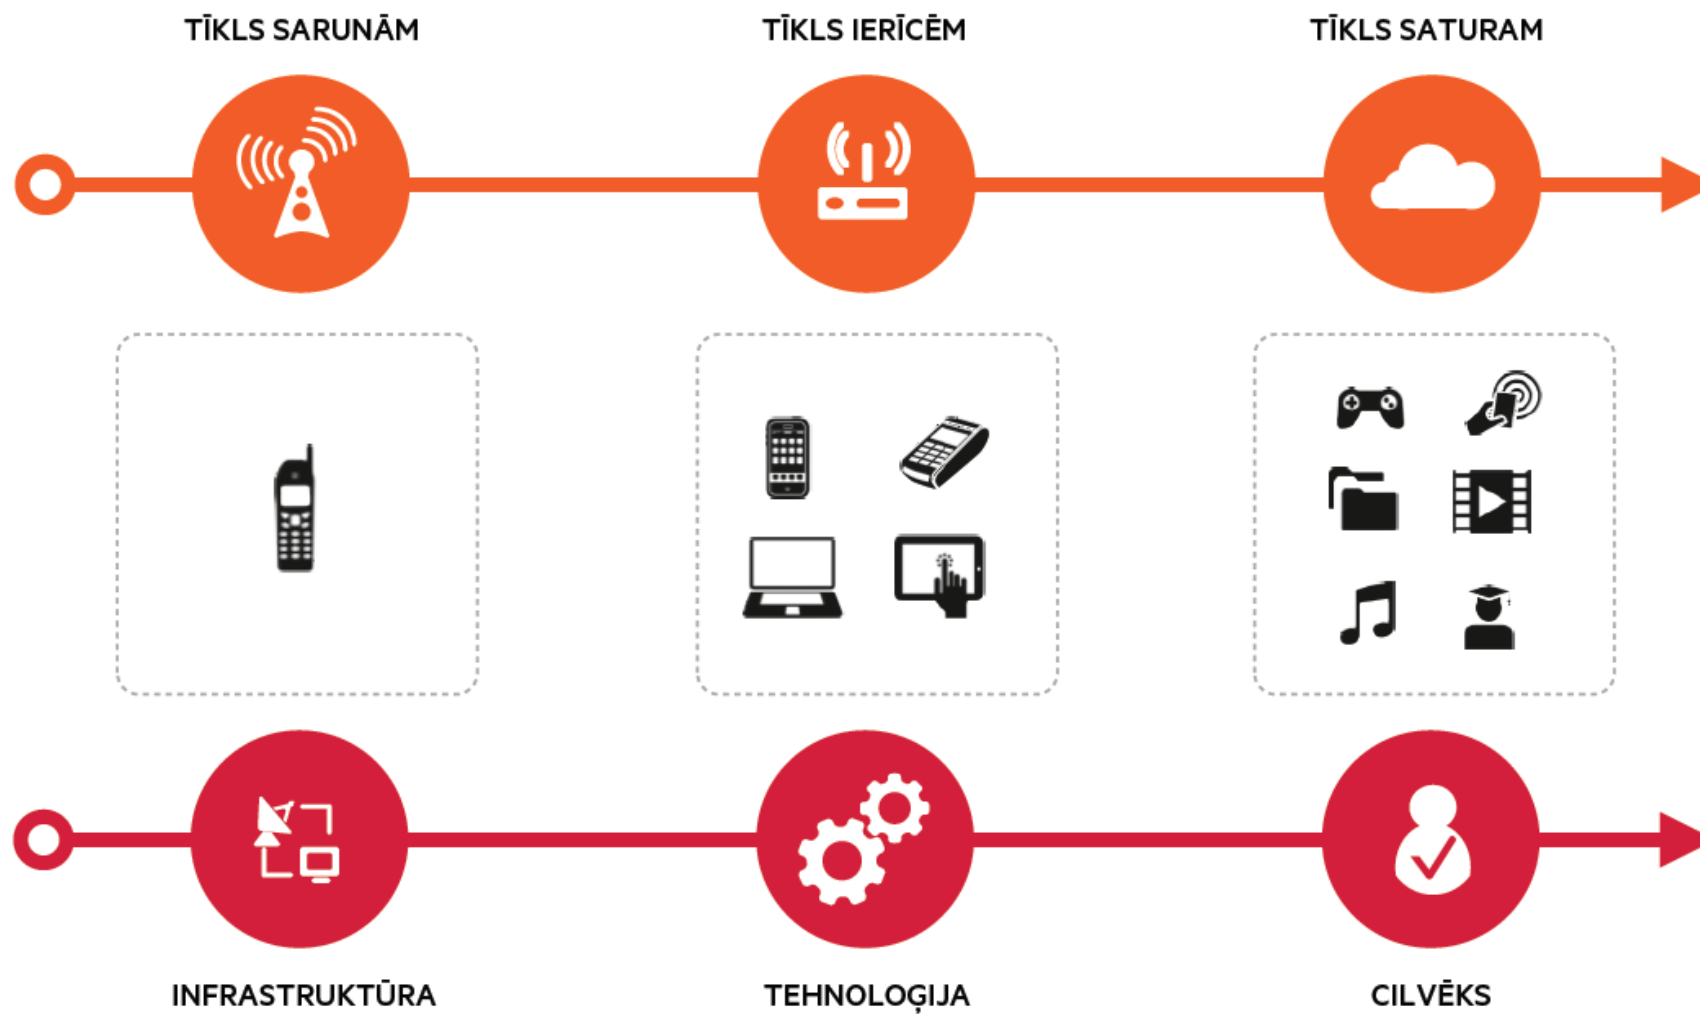 TĪKLS SARUNĀM
TĪKLS IERĪCĒM
TĪKLS SATURAM
INFRASTRUKTŪRA
TEHNOLOĢIJA
CILVĒKS